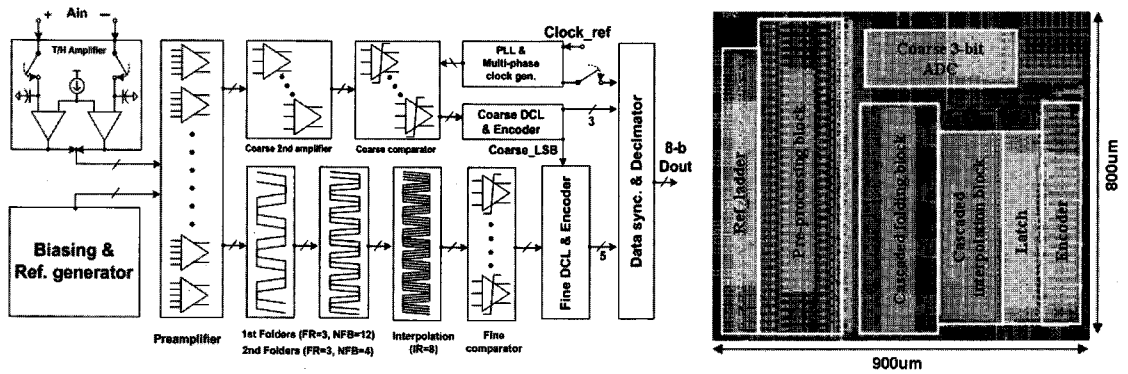 + Ain −
T/H Amplifier
Biasing &
Ref. generator
Preamplifier
Coarse 2nd amplifier
Coarse comparator
Clock_ref
PLL &
Multi-phase
clock gen.
Coarse DCL
& Encoder
3
Coarse_LSB
1st Folders (FR=3, NFB=12)
2nd Folders (FR=3, NFB=4)
Interpolation
(IR=8)
Fine
comparator
Fine DCL & Encoder
5
Data sync. & Decimator
8-b
Dout
Ref. ladder
Pre-processing block
Coarse 3-bit
ADC
Cascaded folding block
Cascaded
interpolation block
Latch
Encoder
800um
900um